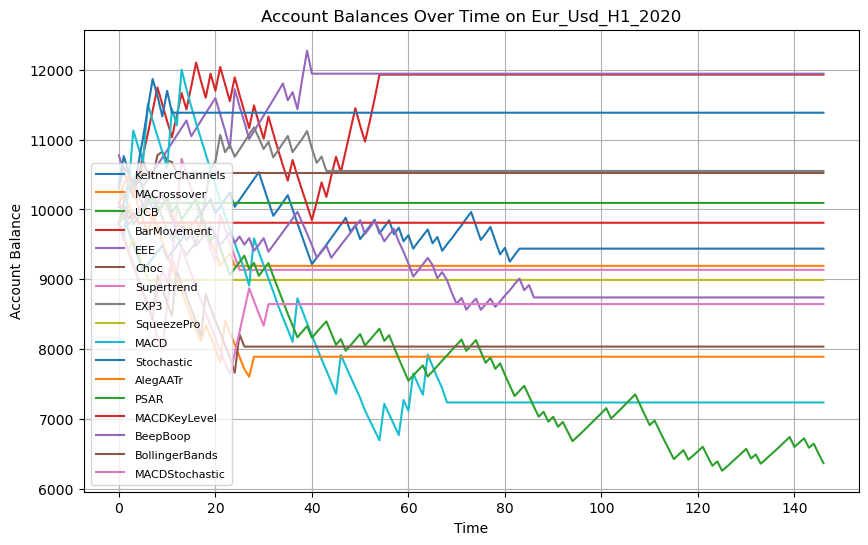 Account Balances Over Time on Eur_Usd_H1_2020
Account Balance
12000
11000
10000
9000
8000
7000
6000
KeltnerChannels
MACrossover
UCB
BarMovement
EEE
Choc
Supertrend
EXP3
SqueezePro
MACD
Stochastic
AlegAATr
PSAR
MACDKeyLevel
BeepBoop
BollingerBands
MACDStochastic
0 20 40 60 80 100 120 140
Time